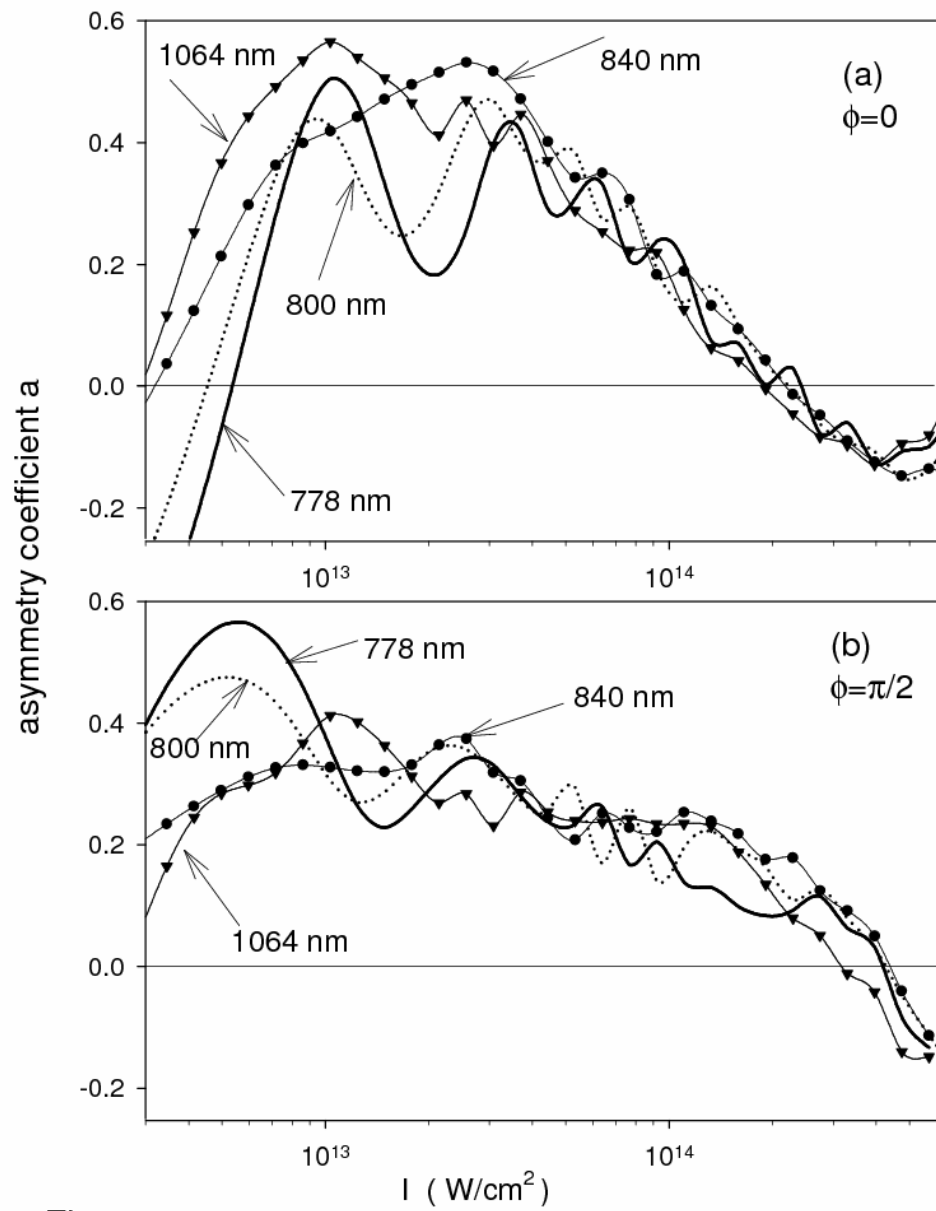 asymmetry coefficient a
0.6
0.4
0.2
0.0
-0.2
1064 nm
840 nm
(a)
ϕ=0
800 nm
778 nm
10¹³
10¹⁴
0.6
0.4
0.2
0.0
-0.2
778 nm
(b)
ϕ=π/2
840 nm
800 nm
1064 nm
10¹³
10¹⁴
I ( W/cm²)